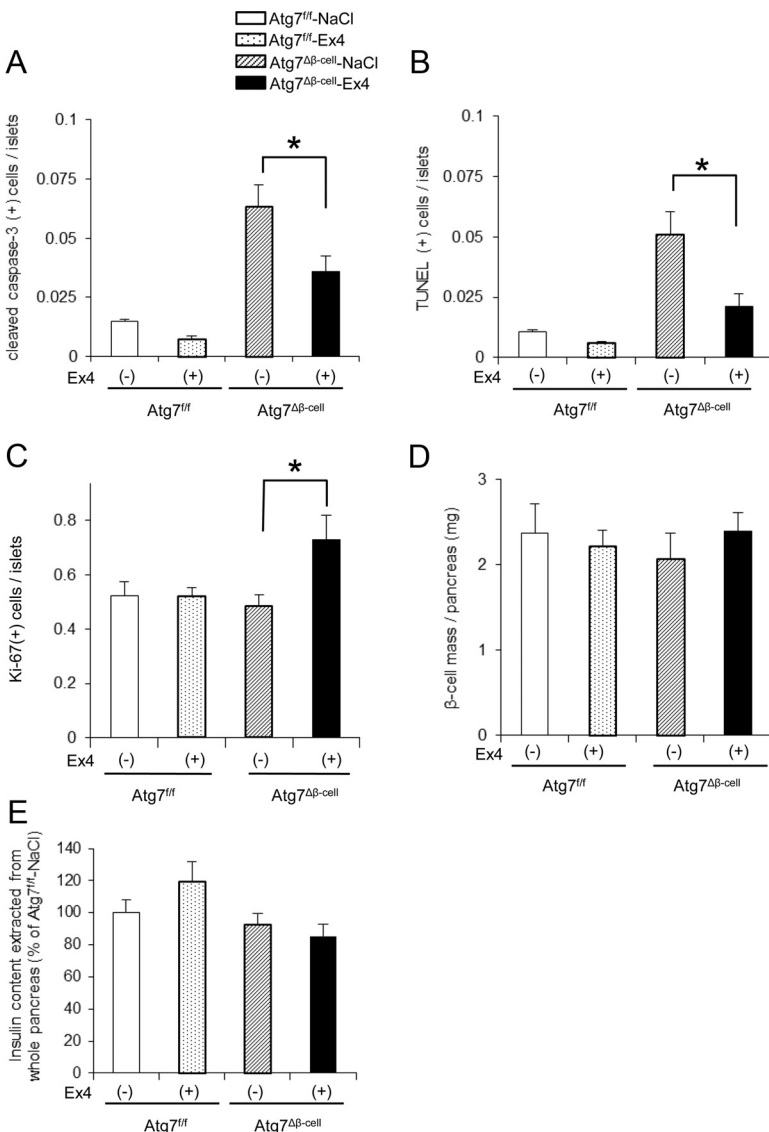 Atg7f/f-NaCl
Atg7f/f-Ex4
Atg7Δβ-cell-NaCl
Atg7Δβ-cell-Ex4
A
cleaved caspase-3 (+) cells / islets
0.1
0.075
0.05
0.025
0
*
Ex4 (-) (+) (-) (+)
Atg7f/f Atg7Δβ-cell
B
TUNEL (+) cells / islets
0.1
0.075
0.05
0.025
0
*
Ex4 (-) (+) (-) (+)
Atg7f/f Atg7Δβ-cell
C
Ki-67(+) cells / islets
0.8
0.6
0.4
0.2
0
*
Ex4 (-) (+) (-) (+)
Atg7f/f Atg7Δβ-cell
D
β-cell mass / pancreas (mg)
3
2
1
0
Ex4 (-) (+) (-) (+)
Atg7f/f Atg7Δβ-cell
E
Insulin content extracted from
whole pancreas (% of Atg7f/f-NaCl)
140
120
100
80
60
40
20
0
Ex4 (-) (+) (-) (+)
Atg7f/f Atg7Δβ-cell